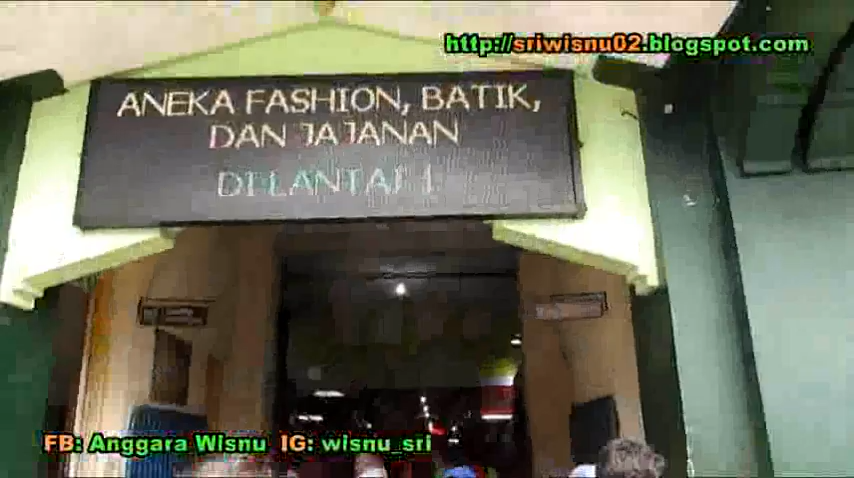 http://sriwisnu02.blogspot.com
ANEKA FASHION, BATIK,
DAN JAJANAN
DI LANTAI 1
FB: Anggara Wisnu IG: wisnu_sri